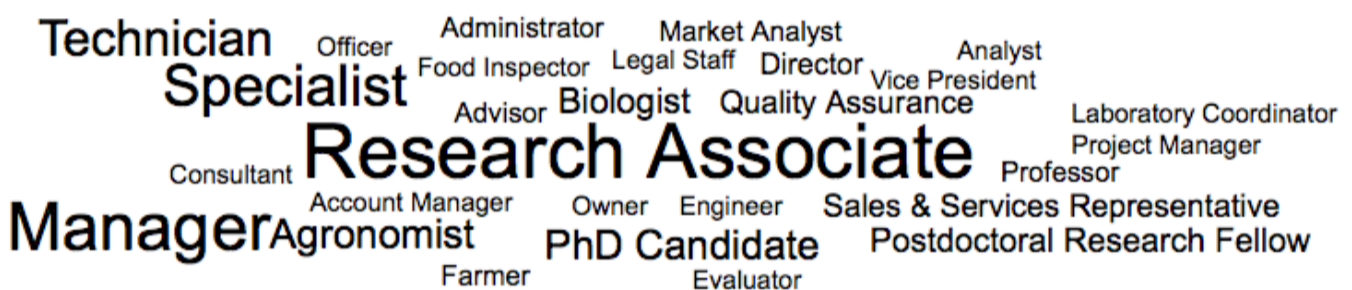 Technician
Officer
Administrator
Market Analyst
Analyst
Specialist
Food Inspector
Legal Staff
Director
Vice President
Advisor
Biologist
Quality Assurance
Laboratory Coordinator
Research Associate
Project Manager
Consultant
Professor
Manager
Account Manager
Owner
Engineer
Sales & Services Representative
Agronomist
PhD Candidate
Postdoctoral Research Fellow
Farmer
Evaluator